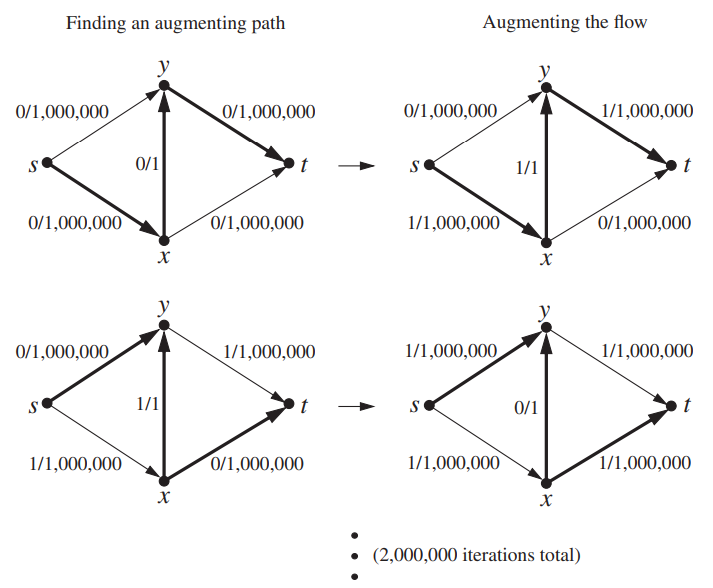 Finding an augmenting path
Augmenting the flow
y
0/1,000,000
0/1,000,000
s
0/1
t
0/1,000,000
0/1,000,000
x
y
0/1,000,000
1/1,000,000
s
1/1
t
1/1,000,000
0/1,000,000
x
y
0/1,000,000
1/1,000,000
s
1/1
t
1/1,000,000
0/1,000,000
x
y
1/1,000,000
1/1,000,000
s
0/1
t
1/1,000,000
1/1,000,000
x
(2,000,000 iterations total)